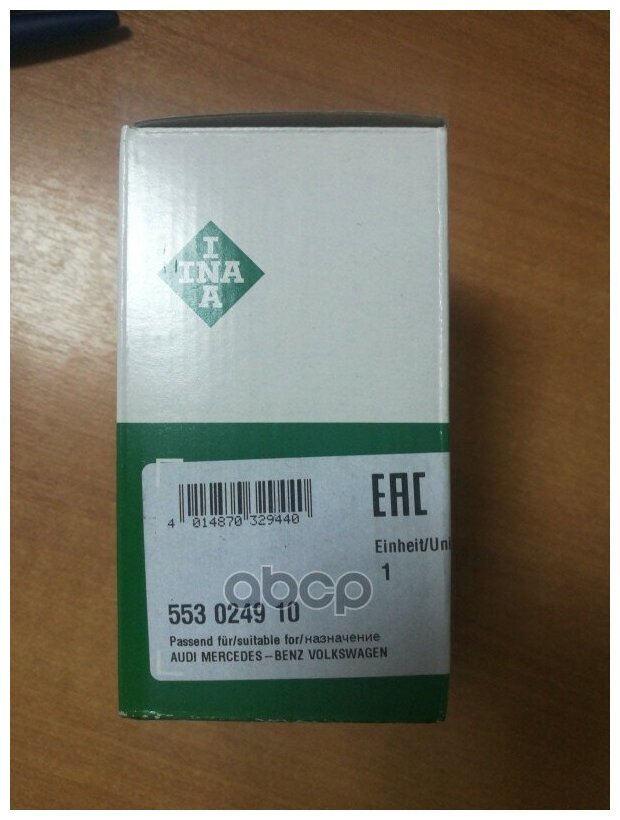 I
INA
A
EAC
4 014870 329440
Einheit/Uni
1
abcp
553 0249 10
Passend für/suitable for/назначение
AUDI MERCEDES-BENZ VOLKSWAGEN